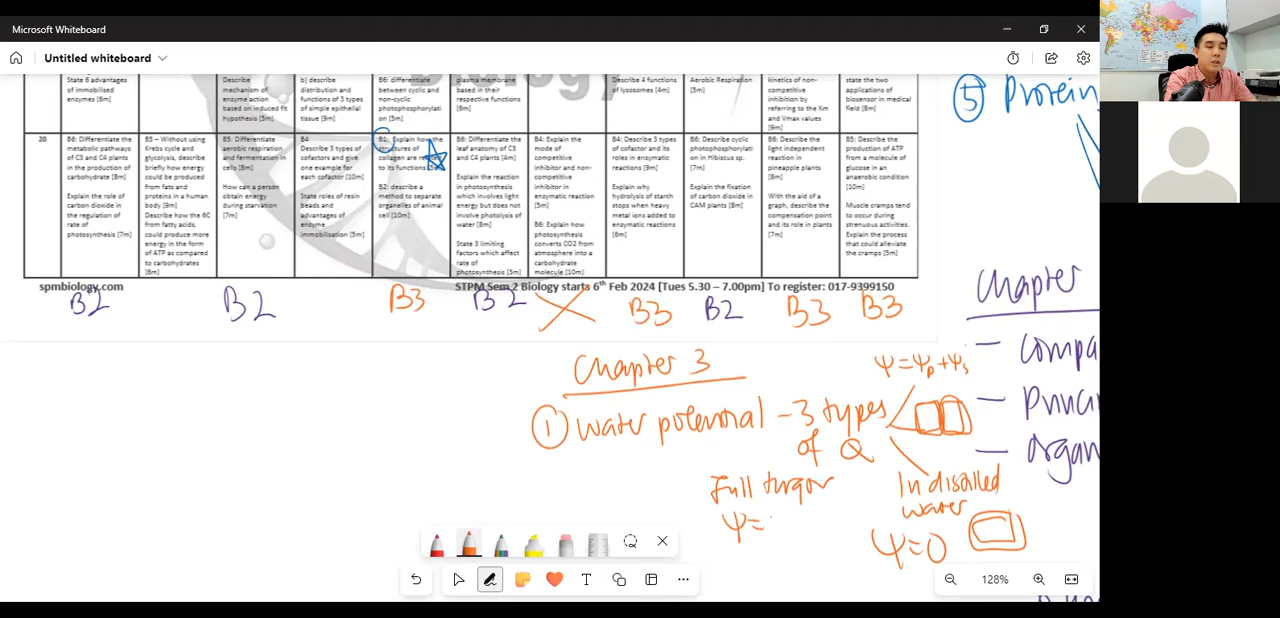 Microsoft Whiteboard
Untitled whiteboard
State 6 advantages
of immobilised
enzymes [8m]
Describe
mechanism of
enzyme action
based on induced fit
hypothesis [5m]
b) describe
distribution and
functions of 3 types
of simple epithelial
tissue [9m]
B6: differentiate
between cyclic and
non-cyclic
photophosphorylati
on [5m]
plasma membrane
based on their
respective functions
[6m]
Describe 4 functions
of lysosomes [4m]
Aerobic Respiration
[5m]
kinetics of non-
competitive
inhibition by
referring to the Km
and Vmax values
[9m]
state the two
applications of
biosensor in medical
field [8m]
20
B6: Differentiate the
metabolic pathways
of C3 and C4 plants
in the production of
carbohydrate [8m]
Explain the role of
carbon dioxide in
the regulation of
rate of
photosynthesis [7m]
B5 – Without using
Krebs cycle and
glycolysis, describe
briefly how energy
could be produced
from fats and
proteins in a human
body [9m]
Describe how the 6C
from fatty acids,
could produce more
energy in the form
of ATP as compared
to carbohydrates
[6m]
B5: Differentiate
aerobic respiration
and fermentation in
cells [8m]
How can a person
obtain energy
during starvation
[7m]
B4
Describe 3 types of
cofactors and give
one example for
each cofactor [10m]
State roles of resin
beads and
advantages of
enzyme
immobilisation [5m]
B1: Explain how the
structures of
collagen are
to its functions
B2: describe a
method to separate
organelles of animal
cell [10m]
B6: Differentiate the
leaf anatomy of C3
and C4 plants [4m]
Explain the reaction
in photosynthesis
which involves light
energy but does not
involve photolysis of
water [8m]
State 3 limiting
factors which affect
rate of
photosynthesis [3m]
B4: Explain the
mode of
competitive
inhibitor and non-
competitive
inhibitor in
enzymatic reaction
[5m]
B6: Explain how
photosynthesis
converts CO2 from
atmosphere into a
carbohydrate
molecule [10m]
B4: Describe 3 types
of cofactor and its
roles in enzymatic
reactions [9m]
Explain why
hydrolysis of starch
stops when heavy
metal ions added to
enzymatic reactions
[6m]
B6: Describe cyclic
photophosphorylati
on in Hibiscus sp.
[7m]
Explain the fixation
of carbon dioxide in
CAM plants [8m]
B6: Describe the
light independent
reaction in
pineapple plants
[8m]
With the aid of a
graph, describe the
compensation point
and its role in plants
[7m]
B5: Describe the
production of ATP
from a molecule of
glucose in an
anaerobic condition
[10m]
Muscle cramps tend
to occur during
strenuous activities.
Explain the process
that could alleviate
the cramps [5m]
spmbiology.com
STPM Sem 2 Biology starts 6th Feb 2024 [Tues 5.30 – 7.00pm] To register: 017-9399150
B2
B2
B3
B2
B3
B2
B3
B3
5 Protein
Chapter
- Compa
Chapter 3
Ψ=Ψp+Ψs
① water potential - 3 types
of Q
Full turgor
Ψ=
In distilled
water
Ψ=0
128%